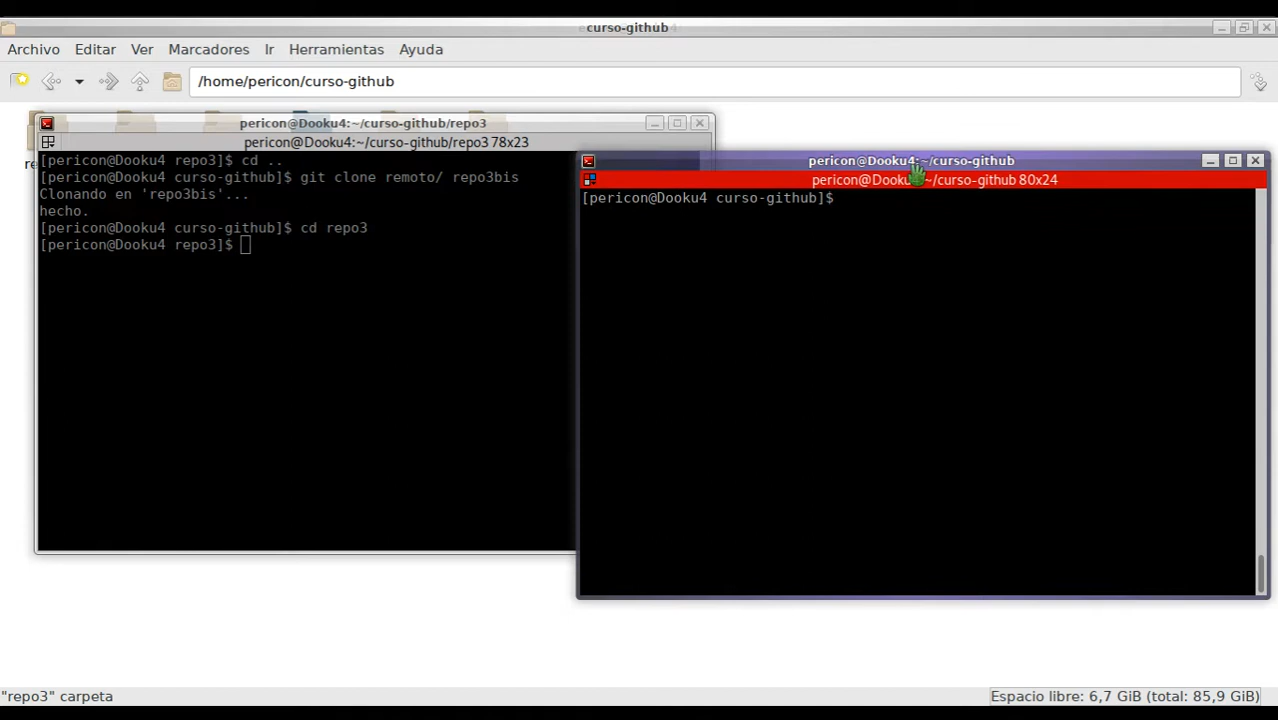 curso-github
Archivo Editar Ver Marcadores Ir Herramientas Ayuda
/home/pericon/curso-github
pericon@Dooku4:~/curso-github/repo3
pericon@Dooku4:~/curso-github/repo3 78x23
[pericon@Dooku4 repo3]$ cd ..
[pericon@Dooku4 curso-github]$ git clone remoto/ repo3bis
Clonando en 'repo3bis'...
hecho.
[pericon@Dooku4 curso-github]$ cd repo3
[pericon@Dooku4 repo3]$
pericon@Dooku4:~/curso-github
pericon@Dooku4:~/curso-github 80x24
[pericon@Dooku4 curso-github]$
re
"repo3" carpeta
Espacio libre: 6,7 GiB (total: 85,9 GiB)